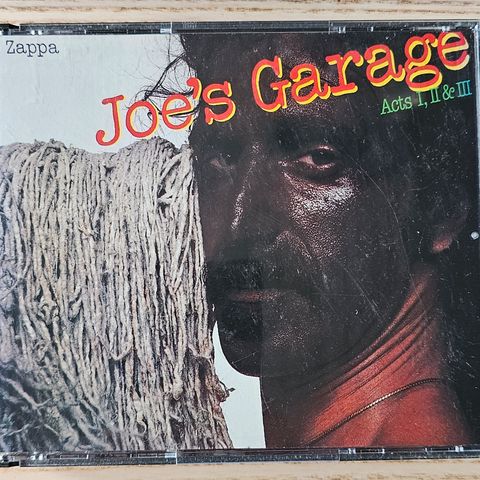 Zappa
Joe's Garage
Acts I, II & III